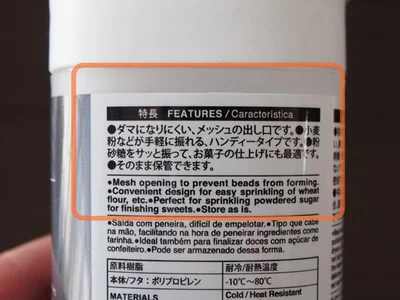 特長 FEATURES / Característica
●ダマになりにくい、メッシュの出し口です。●小麦
粉などが手軽に振れる、ハンディータイプです。●粉
砂糖をサッと振って、お菓子の仕上げにも最適です。
●そのまま保管できます。
●Mesh opening to prevent beads from forming.
●Convenient design for easy sprinkling of wheat
flour, etc.●Perfect for sprinkling powdered sugar
for finishing sweets.●Store as is.
●Saída com peneira, difícil de empelotar.●Tipo que cabe
na mão, facilitando na hora de peneirar ingredientes como
farinha.●Ideal também para finalizar doces com açúcar de
confeiteiro.●Pode ser armazenado dessa forma.
原料樹脂 耐冷/耐熱温度
本体/フタ:ポリプロピレン -10℃~80℃
MATERIALS Cold / Heat Resistant